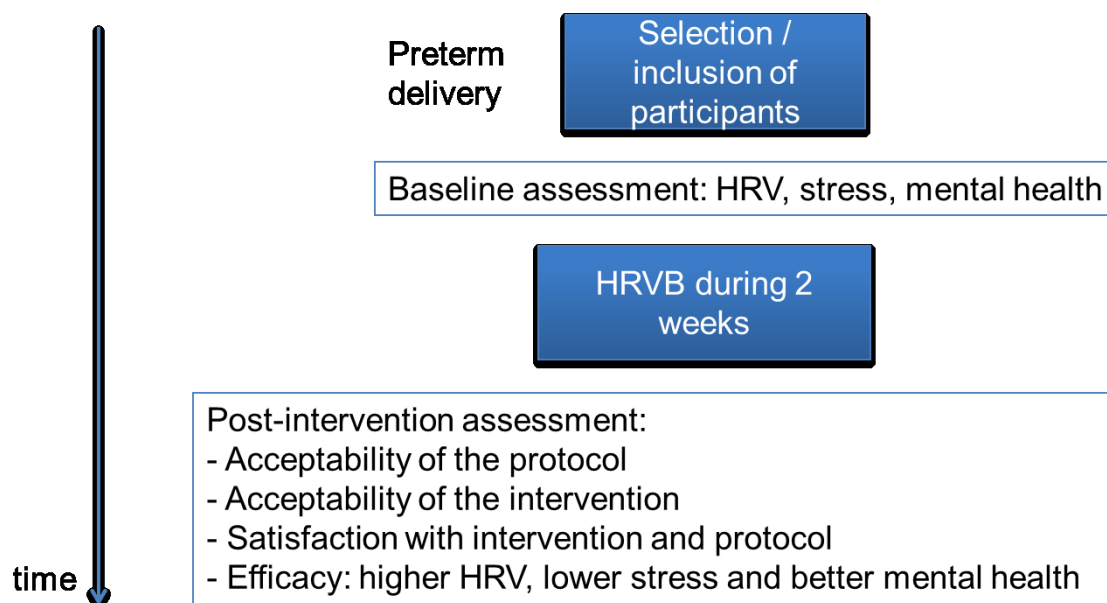 Preterm
delivery
Selection /
inclusion of
participants
Baseline assessment: HRV, stress, mental health
HRVB during 2
weeks
Post-intervention assessment:
- Acceptability of the protocol
- Acceptability of the intervention
- Satisfaction with intervention and protocol
- Efficacy: higher HRV, lower stress and better mental health
time